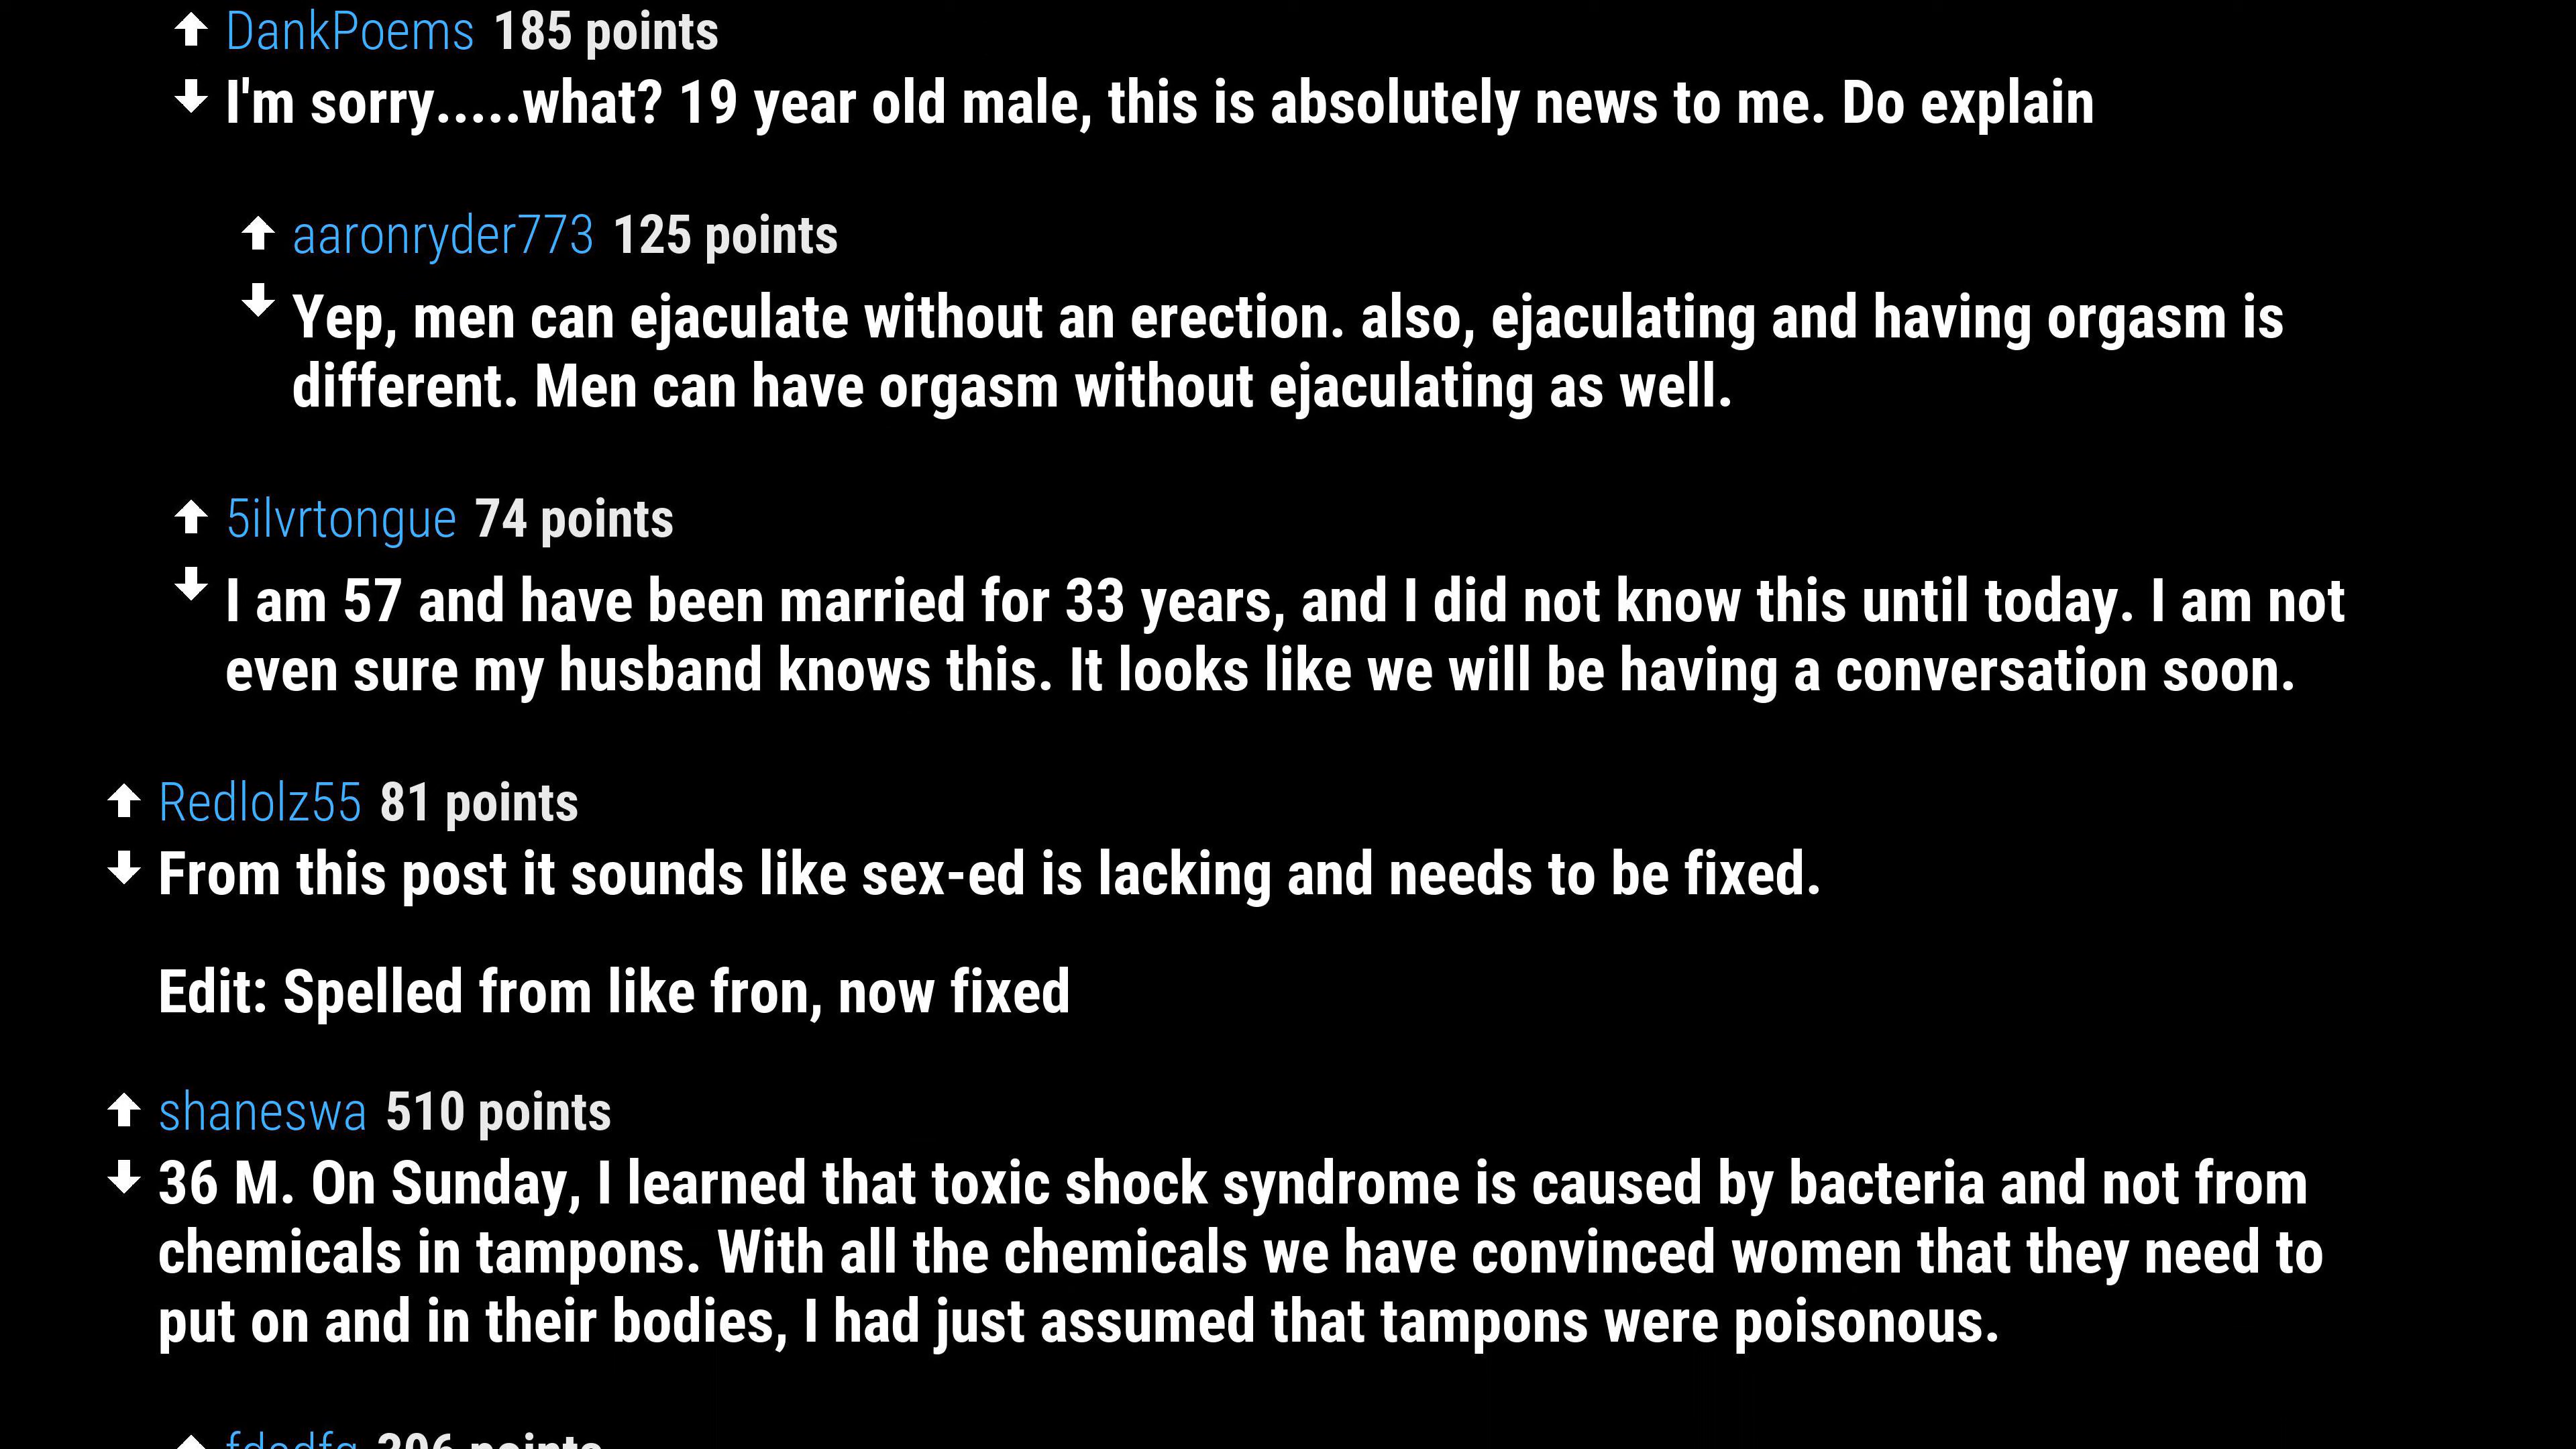 DankPoems 185 points
I'm sorry.....what? 19 year old male, this is absolutely news to me. Do explain
aaronryder773 125 points
Yep, men can ejaculate without an erection. also, ejaculating and having orgasm is
different. Men can have orgasm without ejaculating as well.
5ilvrtongue 74 points
I am 57 and have been married for 33 years, and I did not know this until today. I am not
even sure my husband knows this. It looks like we will be having a conversation soon.
Redlolz55 81 points
From this post it sounds like sex-ed is lacking and needs to be fixed.
Edit: Spelled from like fron, now fixed
shaneswa 510 points
36 M. On Sunday, I learned that toxic shock syndrome is caused by bacteria and not from
chemicals in tampons. With all the chemicals we have convinced women that they need to
put on and in their bodies, I had just assumed that tampons were poisonous.
points